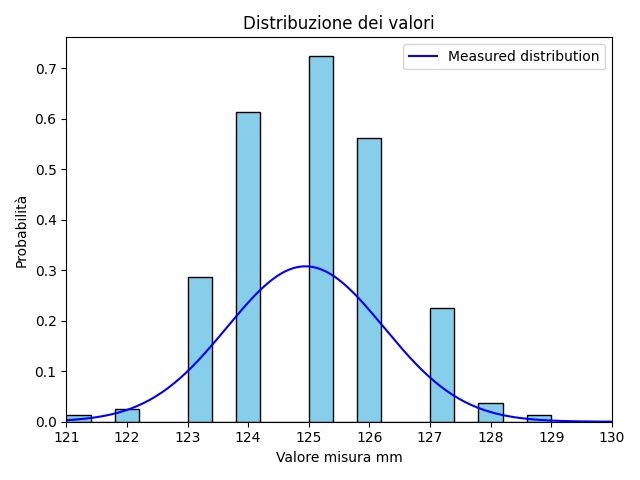 Distribuzione dei valori
Measured distribution
Probabilità
0.7
0.6
0.5
0.4
0.3
0.2
0.1
0.0
121 122 123 124 125 126 127 128 129 130
Valore misura mm